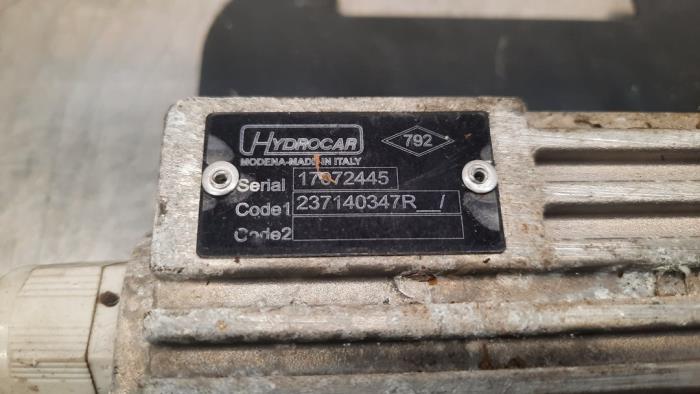 HYDROCAR
792
MODENA-MADE IN ITALY
Serial 17072445
Code1 237140347R__/
Code2